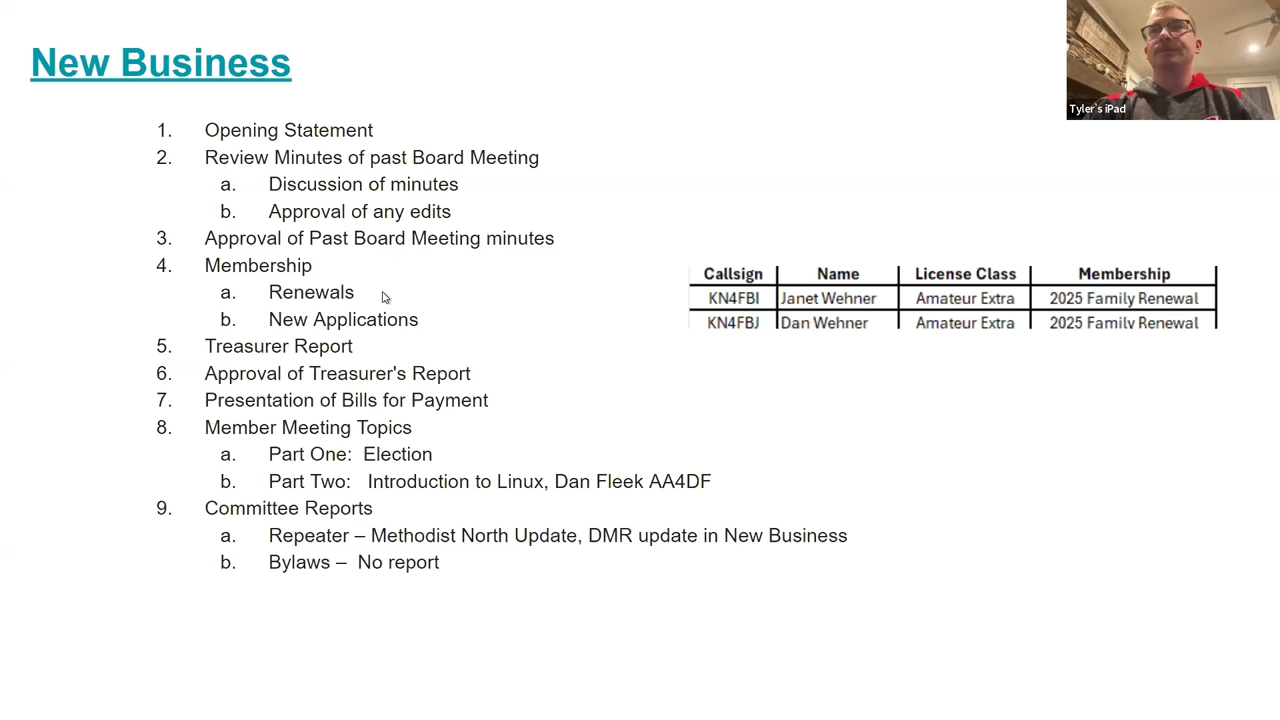 New Business
1. Opening Statement
2. Review Minutes of past Board Meeting
a. Discussion of minutes
b. Approval of any edits
3. Approval of Past Board Meeting minutes
4. Membership
a. Renewals
b. New Applications
5. Treasurer Report
6. Approval of Treasurer's Report
7. Presentation of Bills for Payment
8. Member Meeting Topics
a. Part One: Election
b. Part Two: Introduction to Linux, Dan Fleek AA4DF
9. Committee Reports
a. Repeater – Methodist North Update, DMR update in New Business
b. Bylaws – No report
Callsign Name License Class Membership
KN4FBI Janet Wehner Amateur Extra 2025 Family Renewal
KN4FBJ Dan Wehner Amateur Extra 2025 Family Renewal
Tyler`s iPad